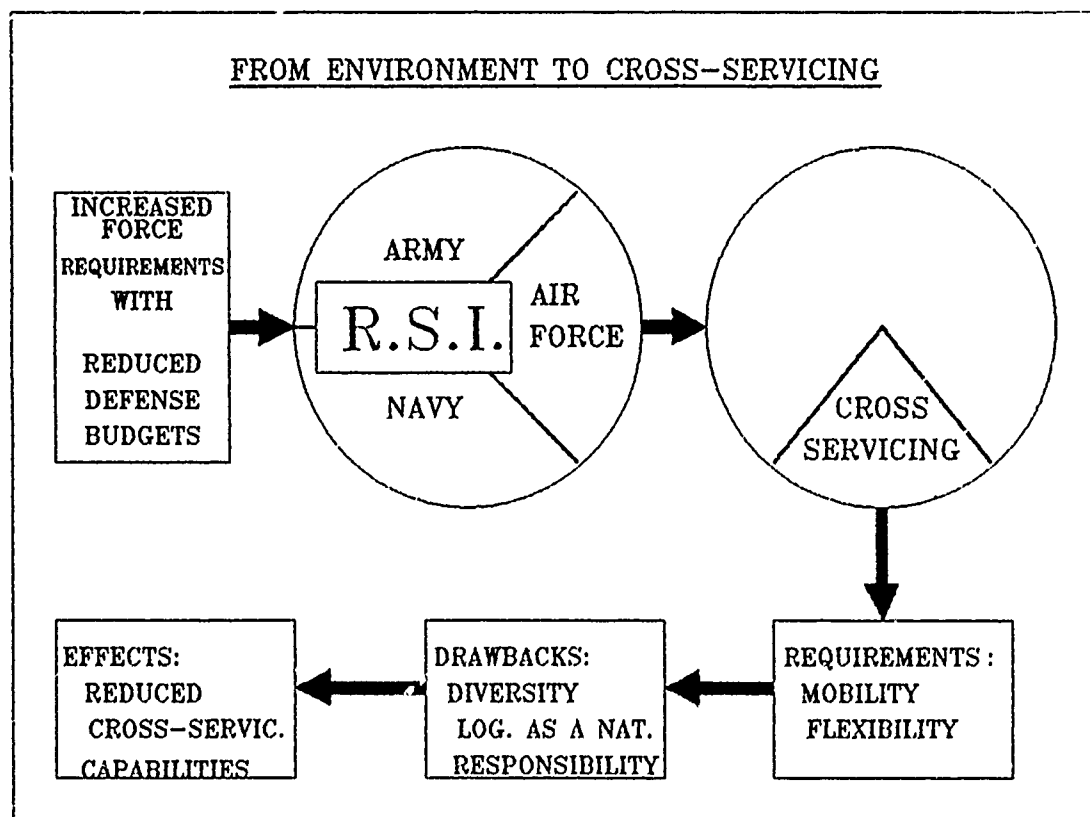 FROM ENVIRONMENT TO CROSS-SERVICING
INCREASED
FORCE
REQUIREMENTS
WITH
REDUCED
DEFENSE
BUDGETS
ARMY
R.S.I.
AIR
FORCE
NAVY
CROSS
SERVICING
REQUIREMENTS:
MOBILITY
FLEXIBILITY
DRAWBACKS:
DIVERSITY
LOG. AS A NAT.
RESPONSIBILITY
EFFECTS:
REDUCED
CROSS-SERVIC.
CAPABILITIES